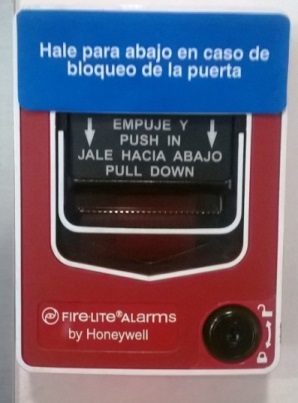 Hale para abajo en caso de
bloqueo de la puerta
EMPUJE Y
PUSH IN
JALE HACIA ABAJO
PULL DOWN
FIRE•LITE®ALARMS
by Honeywell